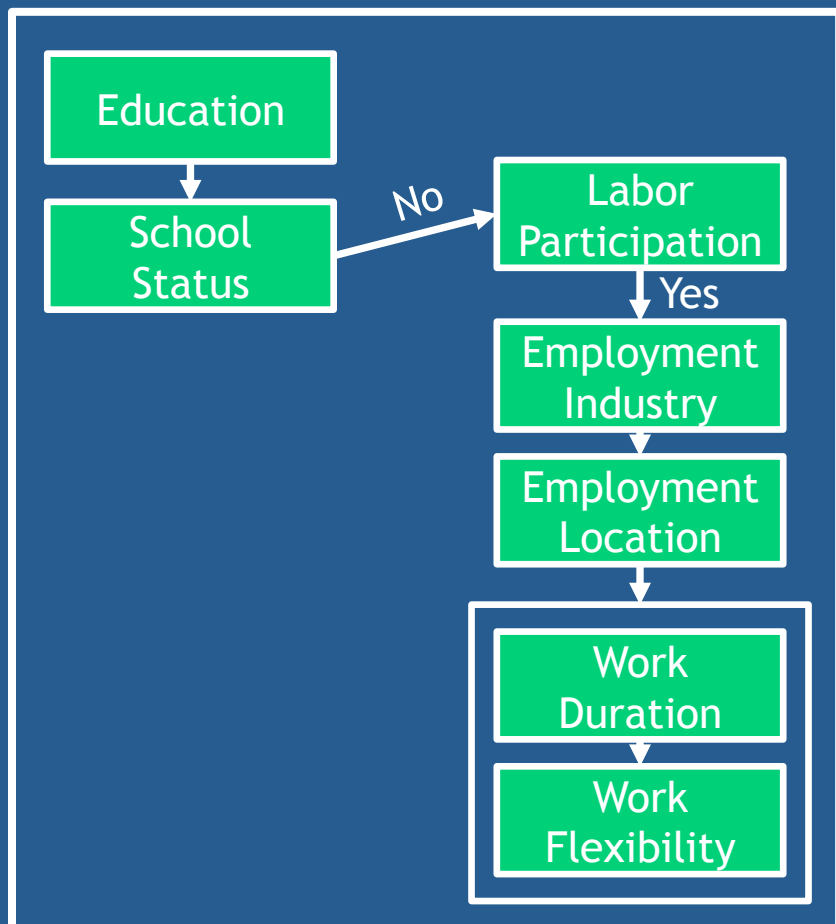 Education
School
Status
No
Labor
Participation
Yes
Employment
Industry
Employment
Location
Work
Duration
Work
Flexibility